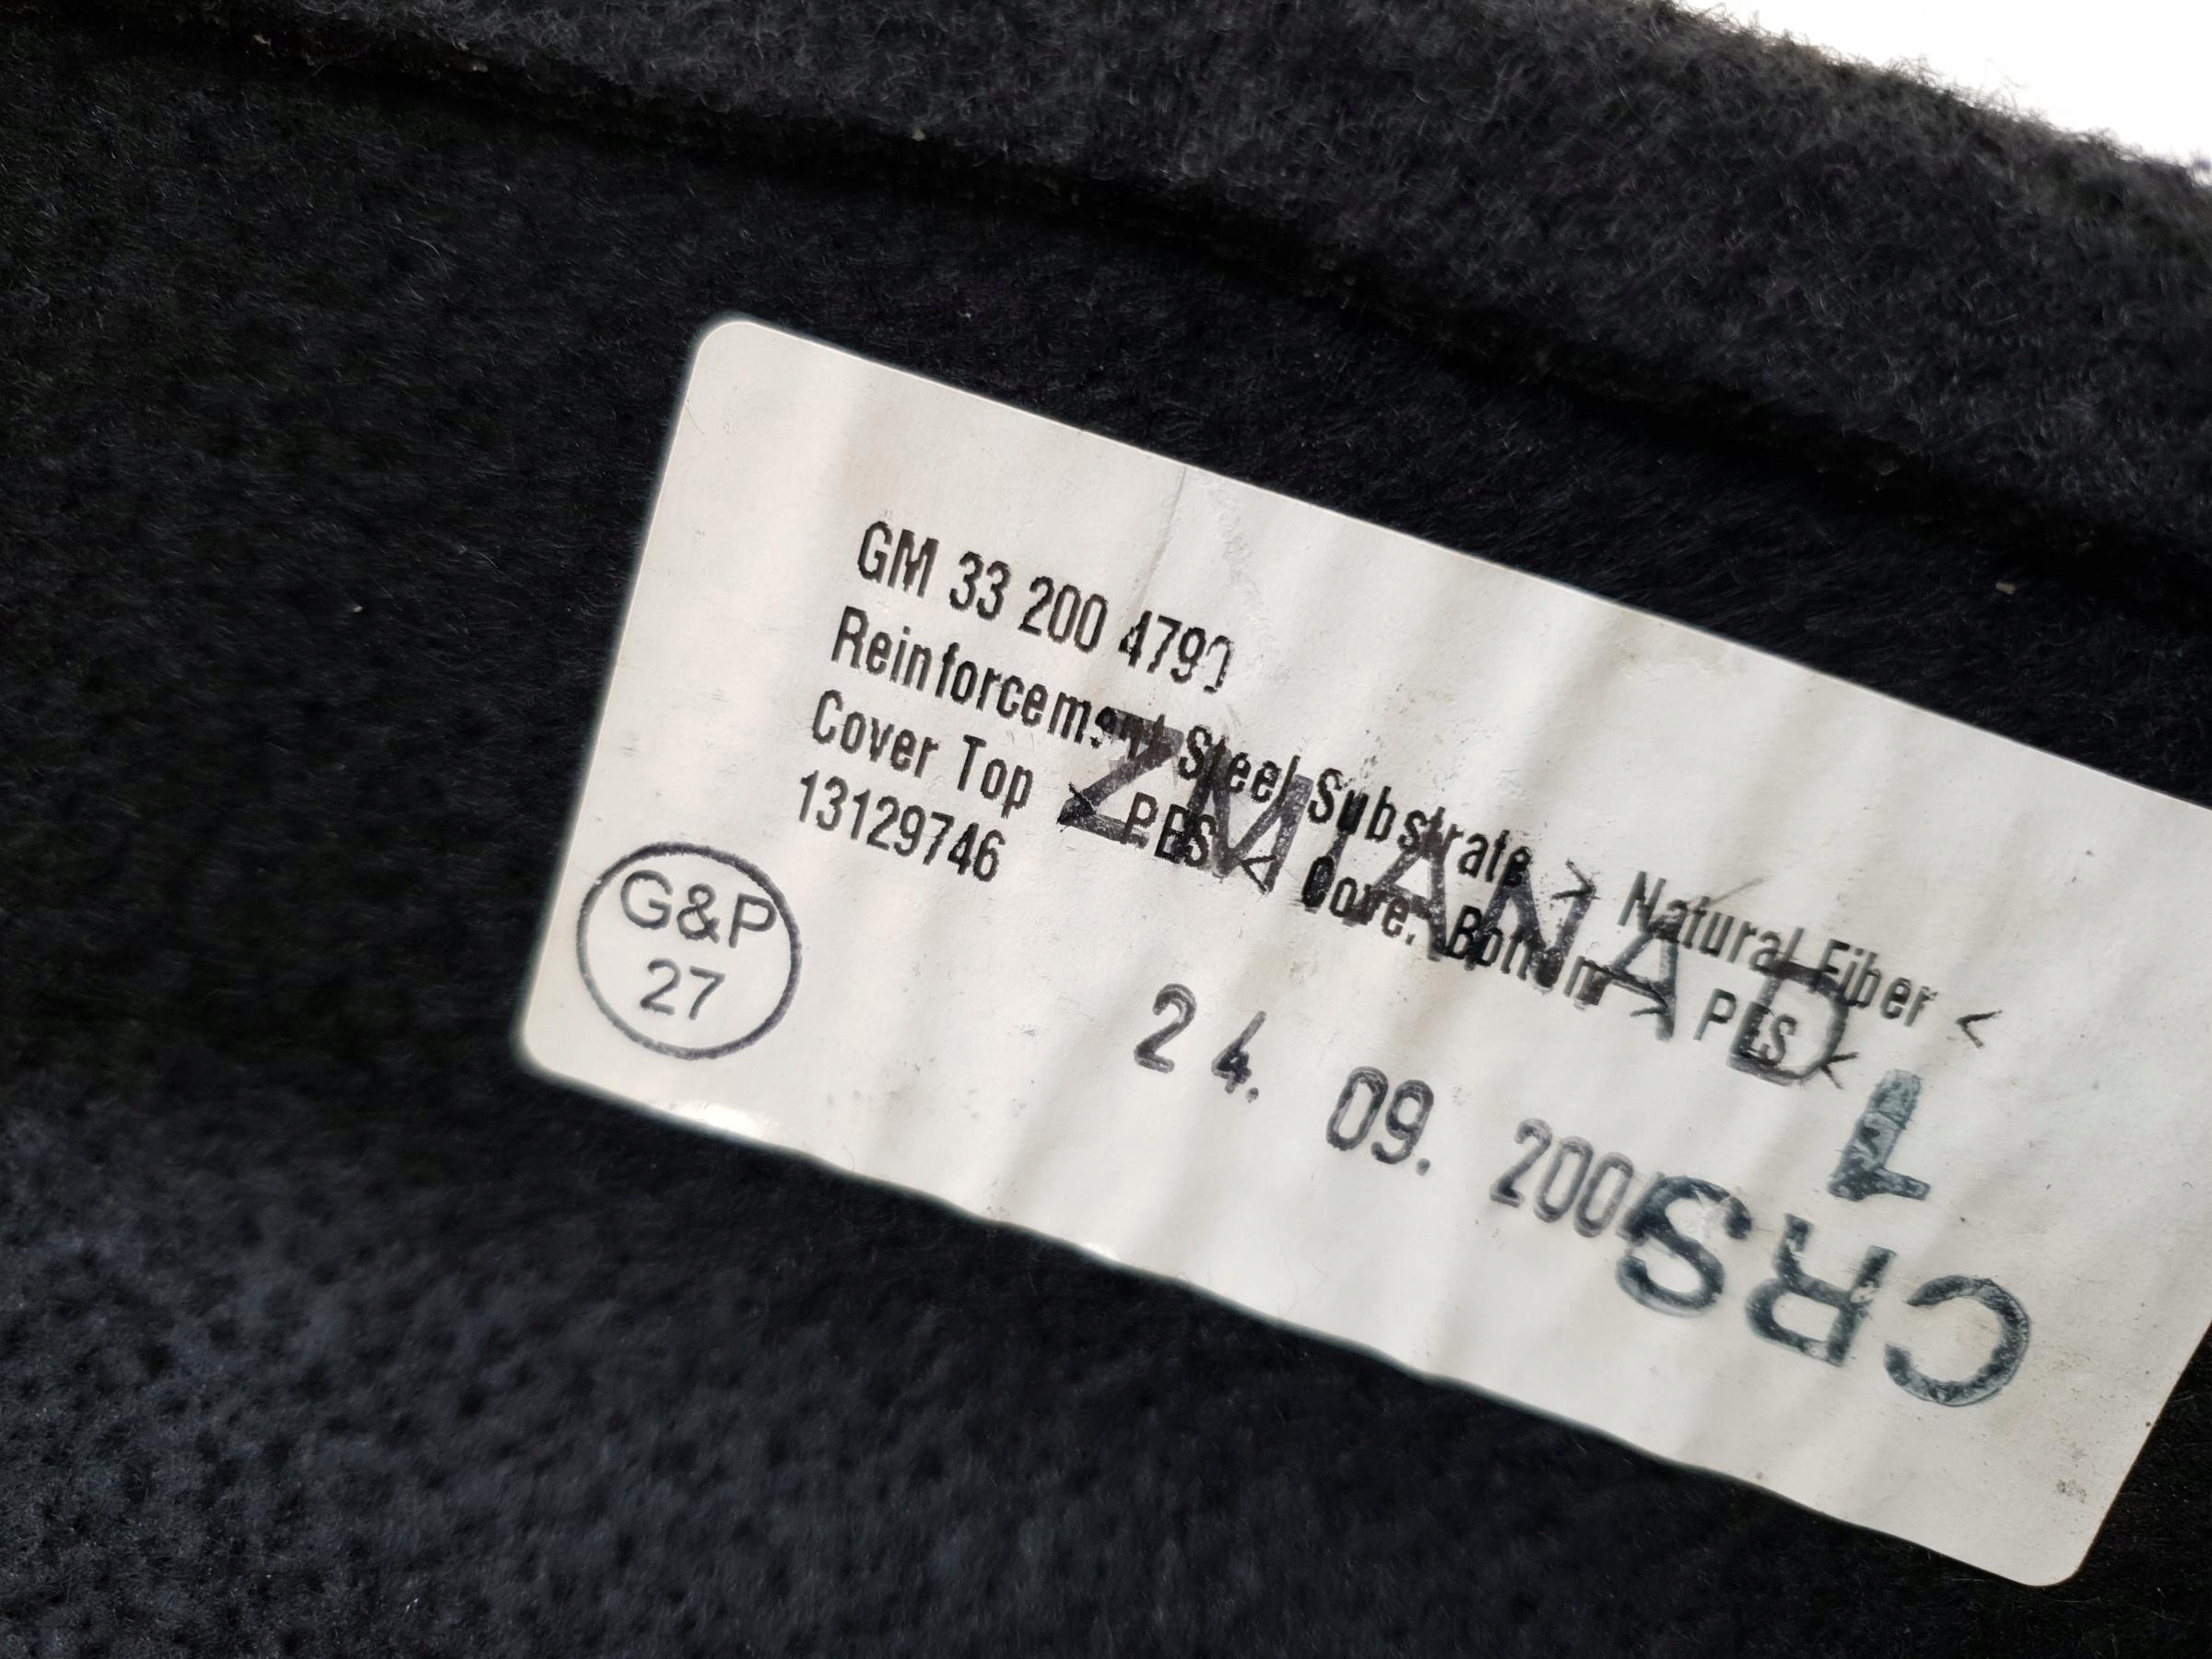 GM 33 200 4790
Reinforcement Steel Substrate > Natural Fiber <
Cover Top > PES < Cover Bottom > PES <
13129746
ZMIANA D
G&P
27
24. 09. 200
1
CRS